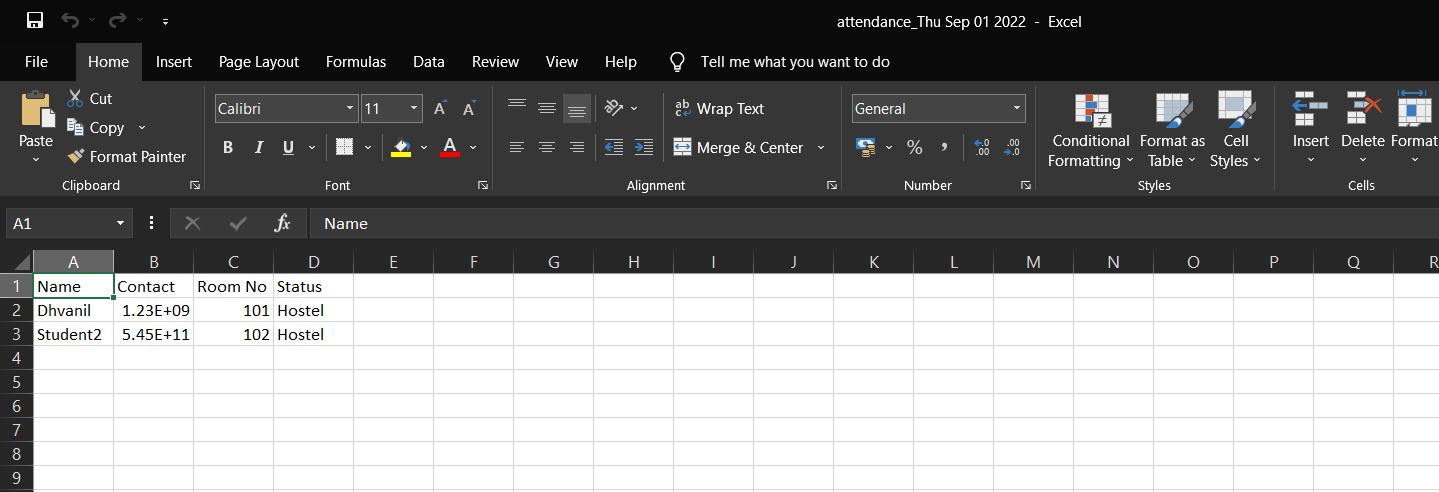 attendance_Thu Sep 01 2022 - Excel
File Home Insert Page Layout Formulas Data Review View Help Tell me what you want to do
Paste
Cut
Copy
Format Painter
Clipboard
Calibri 11
B I U A
Font
ab Wrap Text
Merge & Center
Alignment
General
% , .00 .0
Number
Conditional Formatting
Format as Table
Cell Styles
Styles
Insert Delete Format
Cells
A1 fx Name
A B C D E F G H I J K L M N O P Q R
1 Name Contact Room No Status
2 Dhvanil 1.23E+09 101 Hostel
3 Student2 5.45E+11 102 Hostel
4
5
6
7
8
9